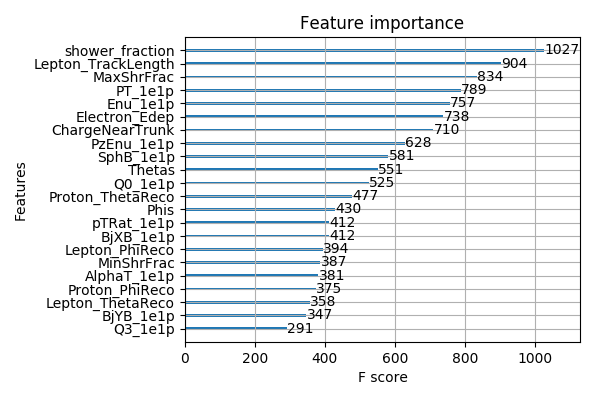 Feature importance
shower_fraction 1027
Lepton_TrackLength 904
MaxShrFrac 834
PT_1e1p 789
Enu_1e1p 757
Electron_Edep 738
ChargeNearTrunk 710
PzEnu_1e1p 628
SphB_1e1p 581
Thetas 551
Q0_1e1p 525
Proton_ThetaReco 477
Phis 430
pTRat_1e1p 412
BjXB_1e1p 412
Lepton_PhiReco 394
MinShrFrac 387
AlphaT_1e1p 381
Proton_PhiReco 375
Lepton_ThetaReco 358
BjYB_1e1p 347
Q3_1e1p 291
Features
0 200 400 600 800 1000
F score